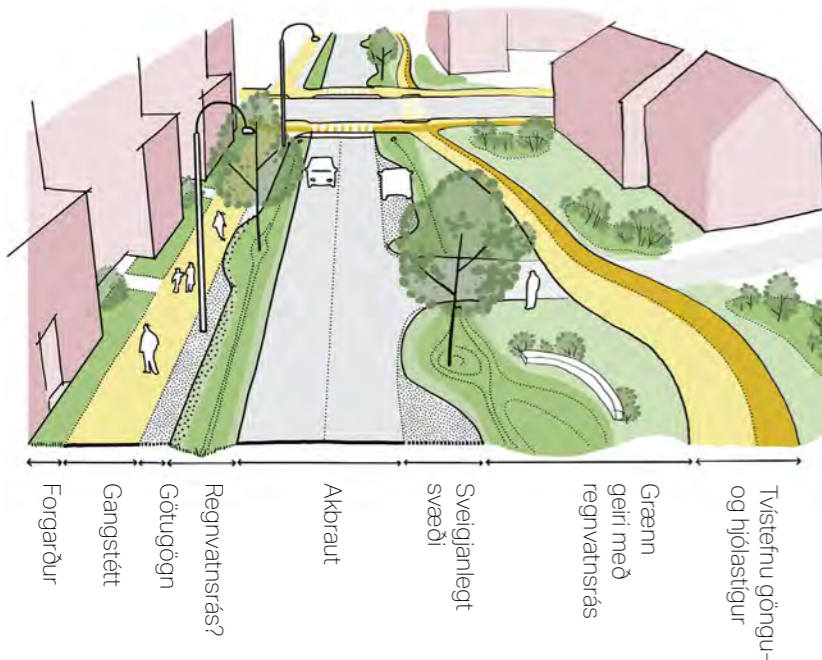 Forgarður
Gangstétt
Götugögn
Regnvatnsrás?
Akbraut
Sveigjanlegt
svæði
Grænn
geiri með
regnvatnsrás
Tvístefnu göngu-
og hjólastígur